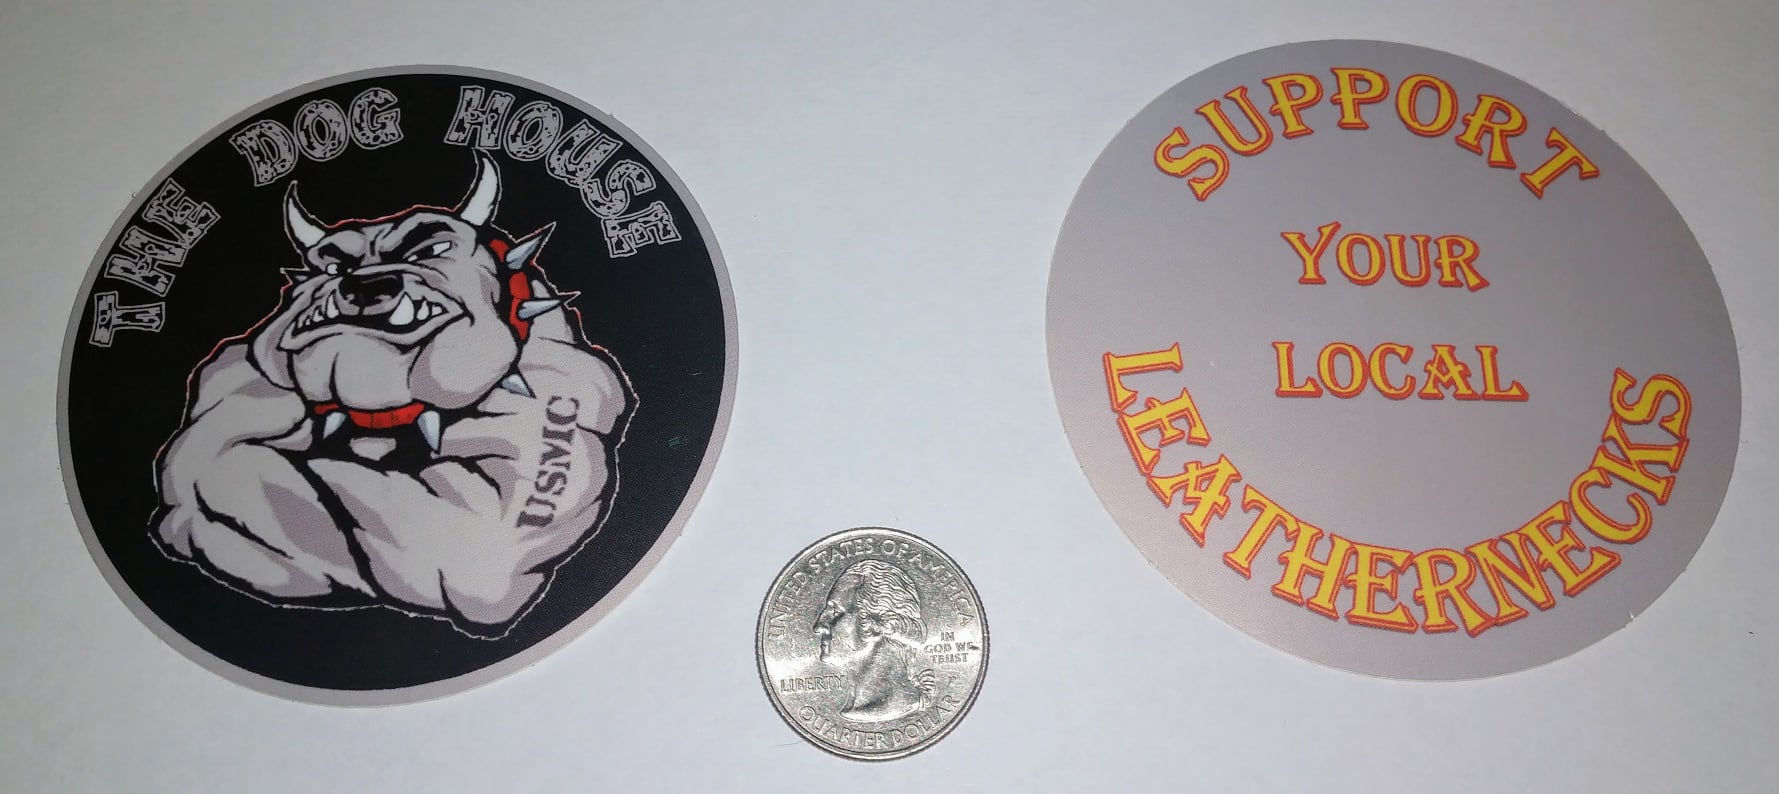 THE DOG HOUSE
USMC
SUPPORT
YOUR
LOCAL
LEATHERNECKS
UNITED STATES OF AMERICA
IN
GOD WE
TRUST
LIBERTY
P
QUARTER DOLLAR